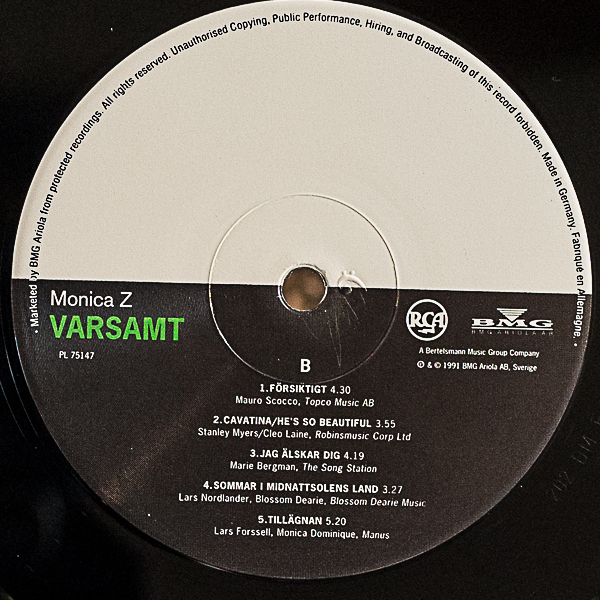 • Marketed by BMG Ariola from protected recordings. All rights reserved. Unauthorised Copying, Public Performance, Hiring, and Broadcasting of this record forbidden. Made in Germany. Fabriqué en Allemagne. •
Monica Z
VARSAMT
PL 75147
RCA
BMG
BMG ARIOLA AB
A Bertelsmann Music Group Company
℗ & © 1991 BMG Ariola AB, Sverige
B
1.FÖRSIKTIGT 4.30
Mauro Scocco, Topco Music AB
2.CAVATINA/HE'S SO BEAUTIFUL 3.55
Stanley Myers/Cleo Laine, Robinsmusic Corp Ltd
3.JAG ÄLSKAR DIG 4.19
Marie Bergman, The Song Station
4.SOMMAR I MIDNATTSOLENS LAND 3.27
Lars Nordlander, Blossom Dearie, Blossom Dearie Music
5.TILLÄGNAN 5.20
Lars Forssell, Monica Dominique, Manus